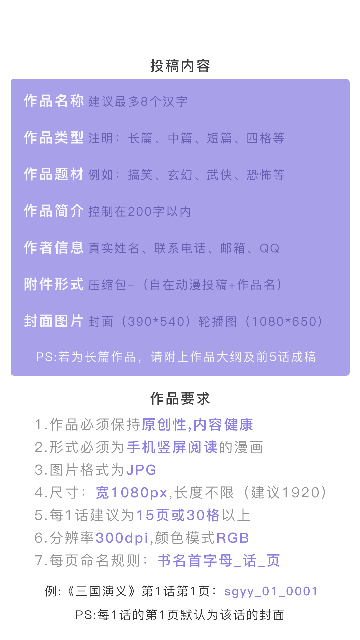 投稿内容
作品名称 建议最多8个汉字
作品类型 注明：长篇、中篇、短篇、四格等
作品题材 例如：搞笑、玄幻、武侠、恐怖等
作品简介 控制在200字以内
作者信息 真实姓名、联系电话、邮箱、QQ
附件形式 压缩包-（自在动漫投稿+作品名）
封面图片 封面（390*540）轮播图（1080*650）
PS:若为长篇作品，请附上作品大纲及前5话成稿
作品要求
1.作品必须保持原创性,内容健康
2.形式必须为手机竖屏阅读的漫画
3.图片格式为JPG
4.尺寸：宽1080px,长度不限（建议1920）
5.每1话建议为15页或30格以上
6.分辨率300dpi,颜色模式RGB
7.每页命名规则：书名首字母_话_页
例:《三国演义》第1话第1页：sgyy_01_0001
PS:每1话的第1页默认为该话的封面